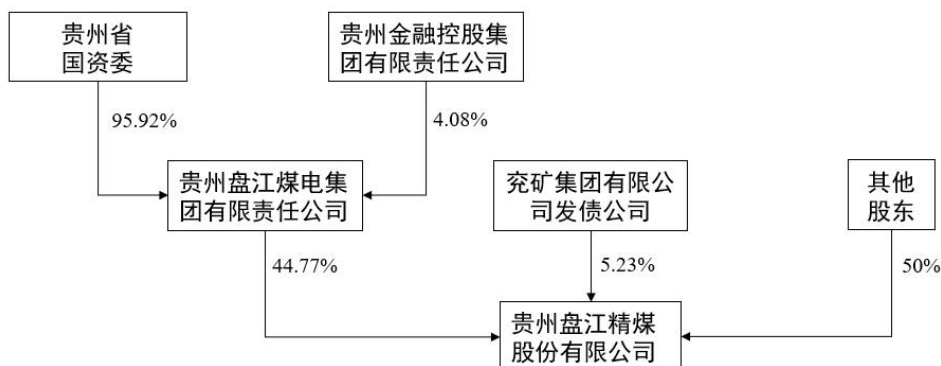 贵州省
国资委
贵州金融控股集
团有限责任公司
95.92%
4.08%
贵州盘江煤电集
团有限责任公司
兖矿集团有限公
司发债公司
其他
股东
44.77%
5.23%
50%
贵州盘江精煤
股份有限公司